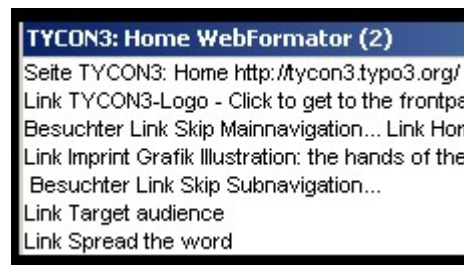 TYCON3: Home WebFormator (2)
Seite TYCON3: Home http://tycon3.typo3.org/
Link TYCON3-Logo - Click to get to the frontpa
Besuchter Link Skip Mainnavigation... Link Hor
Link Imprint Grafik Illustration: the hands of the
Besuchter Link Skip Subnavigation...
Link Target audience
Link Spread the word